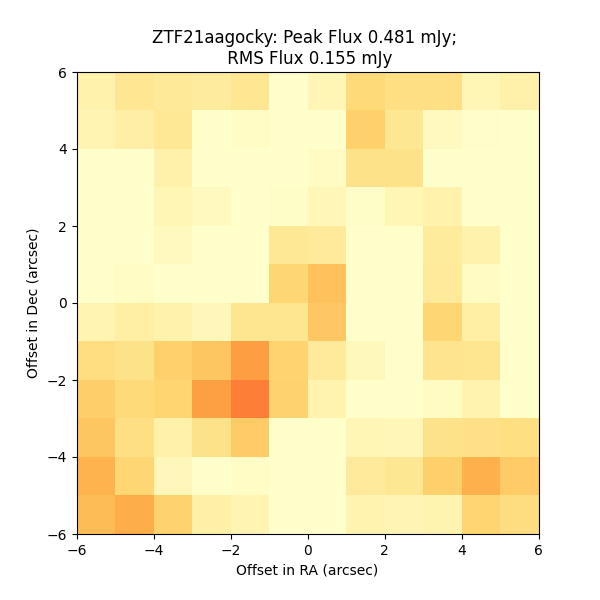 ZTF21aagocky: Peak Flux 0.481 mJy;
RMS Flux 0.155 mJy
6
4
2
0
−2
−4
−6
Offset in Dec (arcsec)
−6 −4 −2 0 2 4 6
Offset in RA (arcsec)